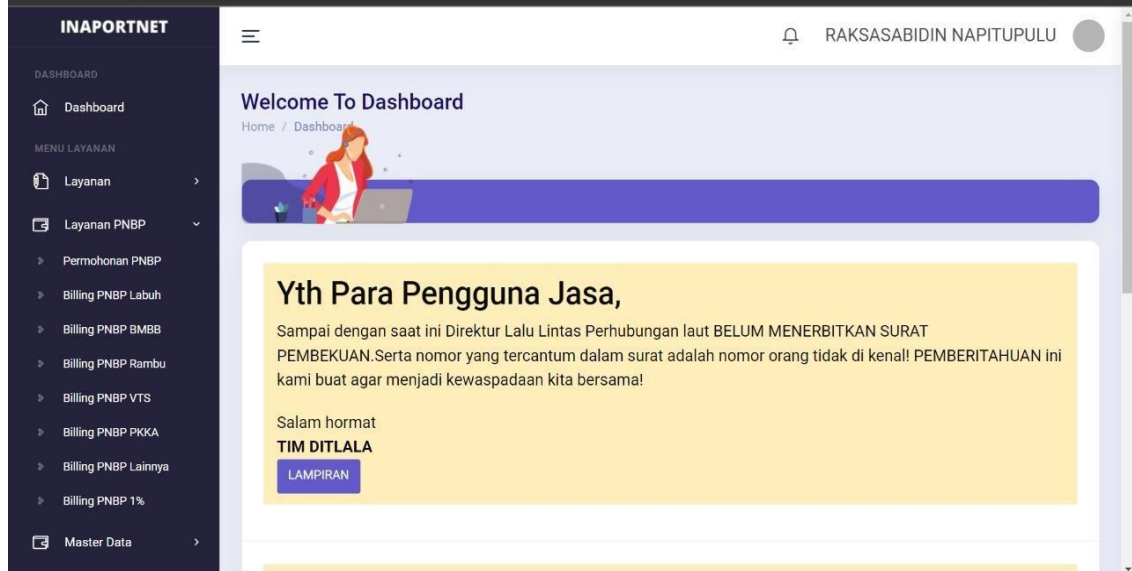 INAPORTNET
RAKSASABIDIN NAPITUPULU
DASHBOARD
Dashboard
MENU LAYANAN
Layanan
Layanan PNBP
Permohonan PNBP
Billing PNBP Labuh
Billing PNBP BMBB
Billing PNBP Rambu
Billing PNBP VTS
Billing PNBP PKKA
Billing PNBP Lainnya
Billing PNBP 1%
Master Data
Welcome To Dashboard
Home / Dashboard
Yth Para Pengguna Jasa,
Sampai dengan saat ini Direktur Lalu Lintas Perhubungan laut BELUM MENERBITKAN SURAT
PEMBEKUAN.Serta nomor yang tercantum dalam surat adalah nomor orang tidak di kenal! PEMBERITAHUAN ini
kami buat agar menjadi kewaspadaan kita bersama!
Salam hormat
TIM DITLALA
LAMPIRAN